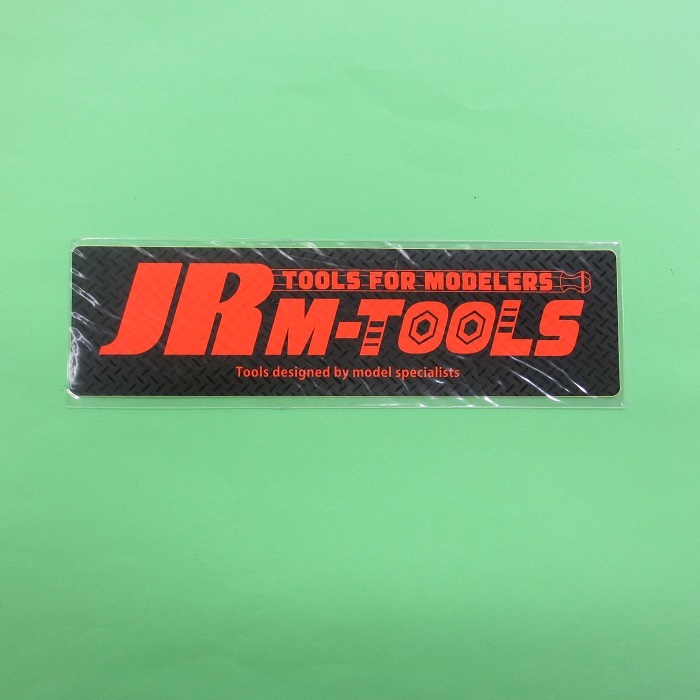 JR
TOOLS FOR MODELERS
M-TOOLS
Tools designed by model specialists